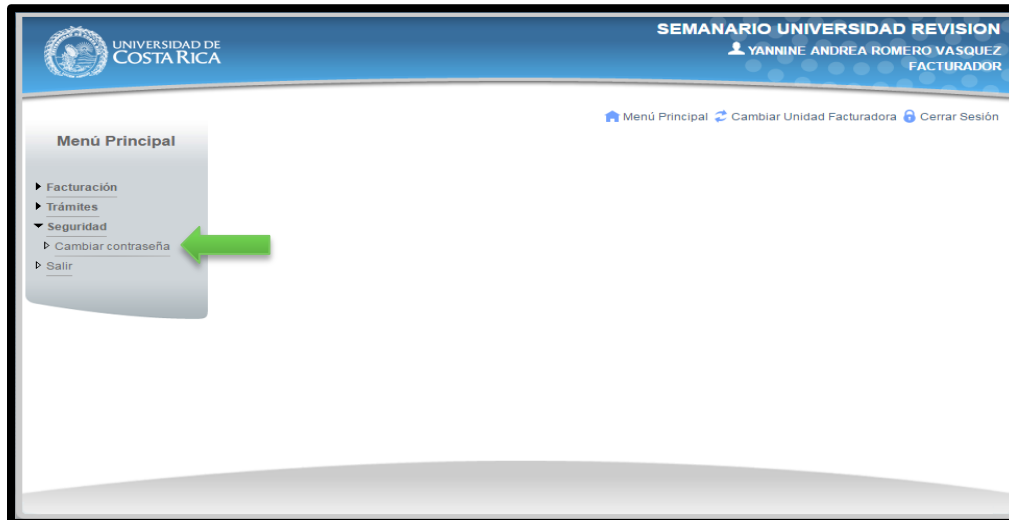 UNIVERSIDAD DE
COSTA RICA
SEMANARIO UNIVERSIDAD REVISION
YANNINE ANDREA ROMERO VASQUEZ
FACTURADOR
Menú Principal Cambiar Unidad Facturadora Cerrar Sesión
Menú Principal
Facturación
Trámites
Seguridad
Cambiar contraseña
Salir